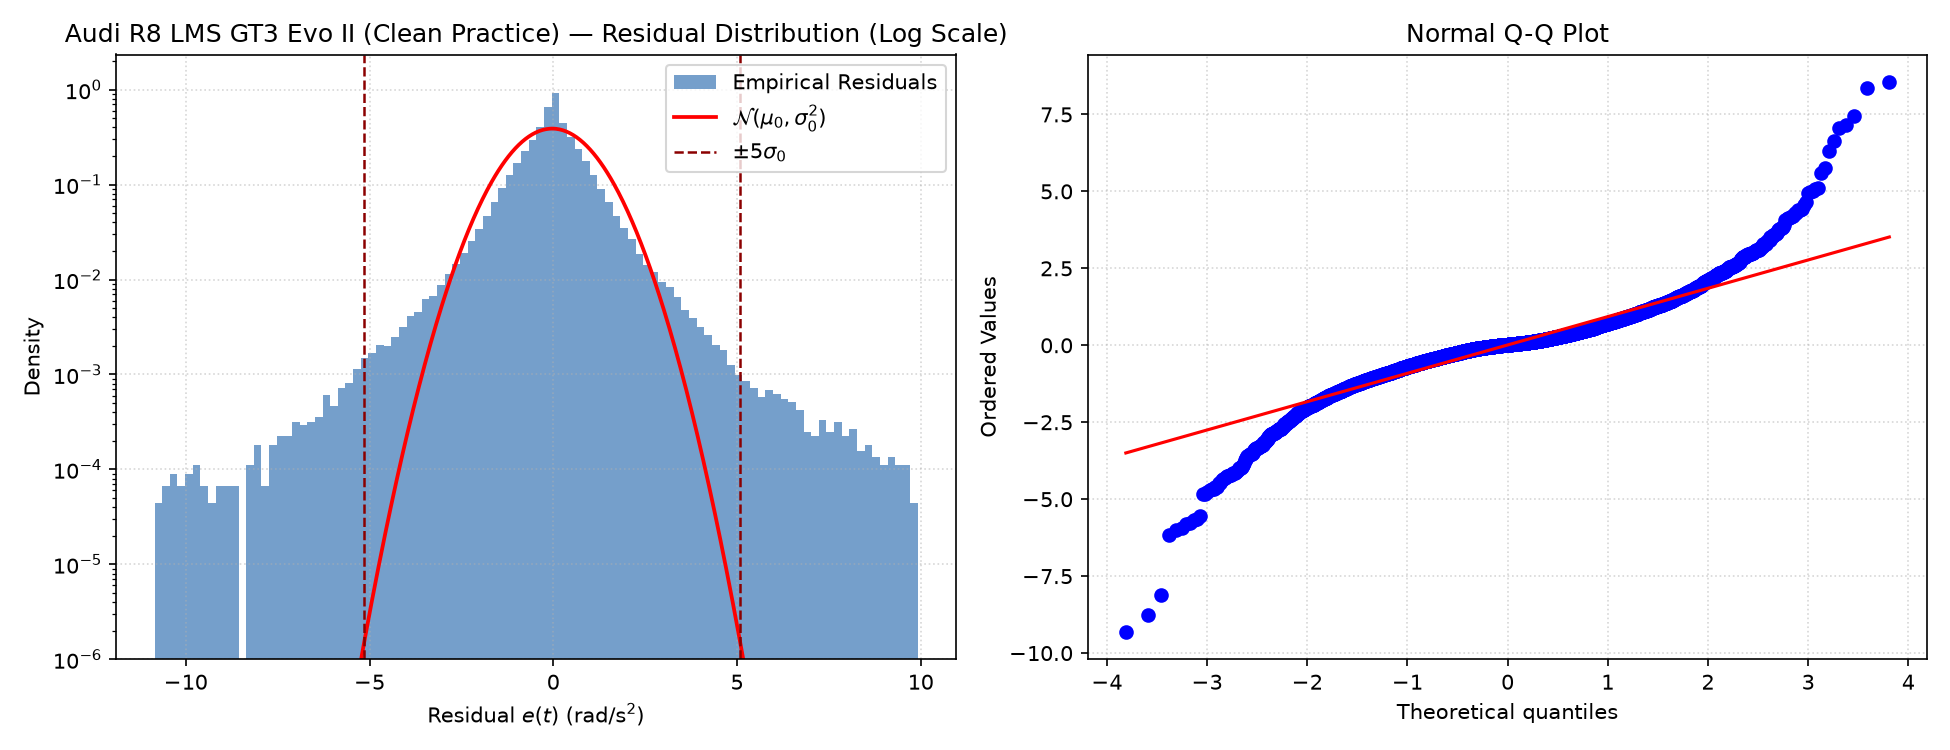 Audi R8 LMS GT3 Evo II (Clean Practice) — Residual Distribution (Log Scale)
Empirical Residuals
𝒩(μ₀, σ₀²)
±5σ₀
10⁰
10⁻¹
10⁻²
10⁻³
10⁻⁴
10⁻⁵
10⁻⁶
Density
−10 −5 0 5 10
Residual e(t) (rad/s²)
Normal Q-Q Plot
7.5
5.0
2.5
0.0
−2.5
−5.0
−7.5
−10.0
Ordered Values
−4 −3 −2 −1 0 1 2 3 4
Theoretical quantiles